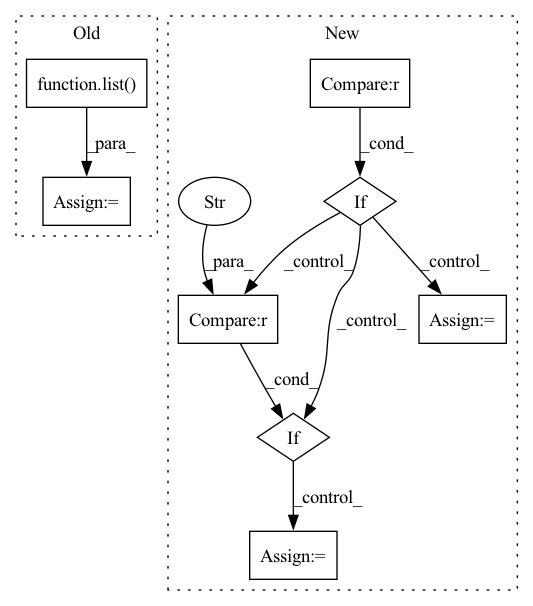 Old
New
function.list()
Compare:r
_para_
_cond_
Assign:=
Str
If
_para_
_control_
_control_
Compare:r
_control_
Assign:=
_cond_
If
_control_
Assign:=